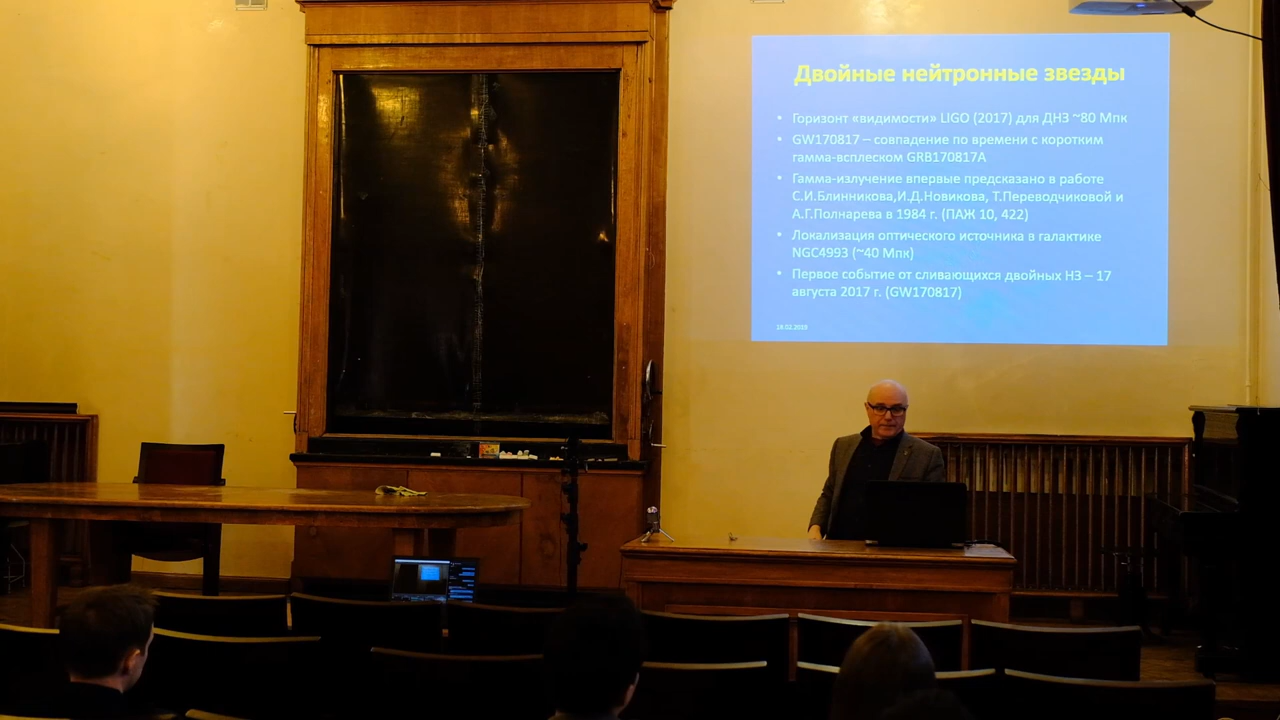 Двойные нейтронные звезды
• Горизонт «видимости» LIGO (2017) для ДНЗ ~80 Мпк
• GW170817 – совпадение по времени с коротким
гамма-всплеском GRB170817A
• Гамма-излучение впервые предсказано в работе
С.И.Блинникова,И.Д.Новикова, Т.Переводчиковой и
А.Г.Полнарева в 1984 г. (ПАЖ 10, 422)
• Локализация оптического источника в галактике
NGC4993 (~40 Мпк)
• Первое событие от сливающихся двойных НЗ – 17
августа 2017 г. (GW170817)